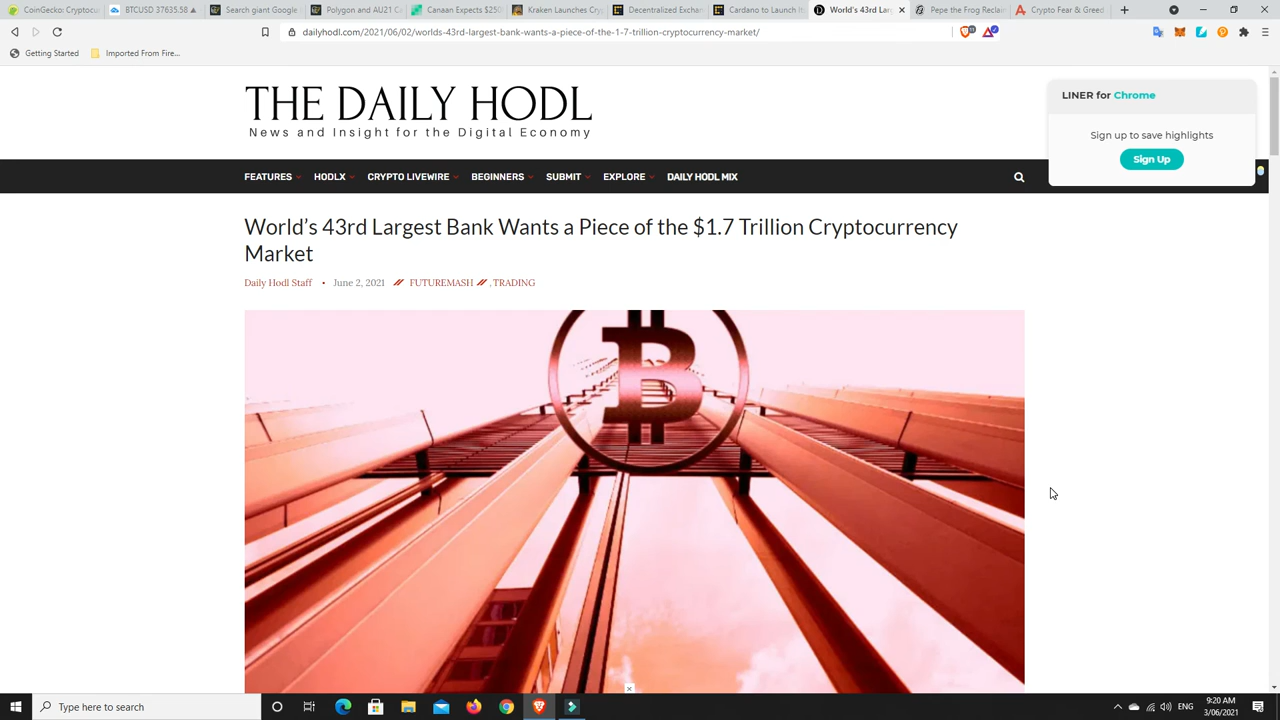 CoinGecko: Cryptocur
BTCUSD 37635.58 ▲
Search giant Google
Polygon and AU21 C
Canaan Expects $250
Kraken Launches Cry
Decentralized Exchan
Cardano to Launch It
World's 43rd Larg
Pepe the Frog Reclain
Crypto Fear & Greed
dailyhodl.com/2021/06/02/worlds-43rd-largest-bank-wants-a-piece-of-the-1-7-trillion-cryptocurrency-market/
Getting Started
Imported From Fire...
THE DAILY HODL
News and Insight for the Digital Economy
LINER for Chrome
Sign up to save highlights
Sign Up
FEATURES HODLX CRYPTO LIVEWIRE BEGINNERS SUBMIT EXPLORE DAILY HODL MIX
World's 43rd Largest Bank Wants a Piece of the $1.7 Trillion Cryptocurrency
Market
Daily Hodl Staff • June 2, 2021 FUTUREMASH , TRADING
Type here to search
ENG
9:20 AM
3/06/2021